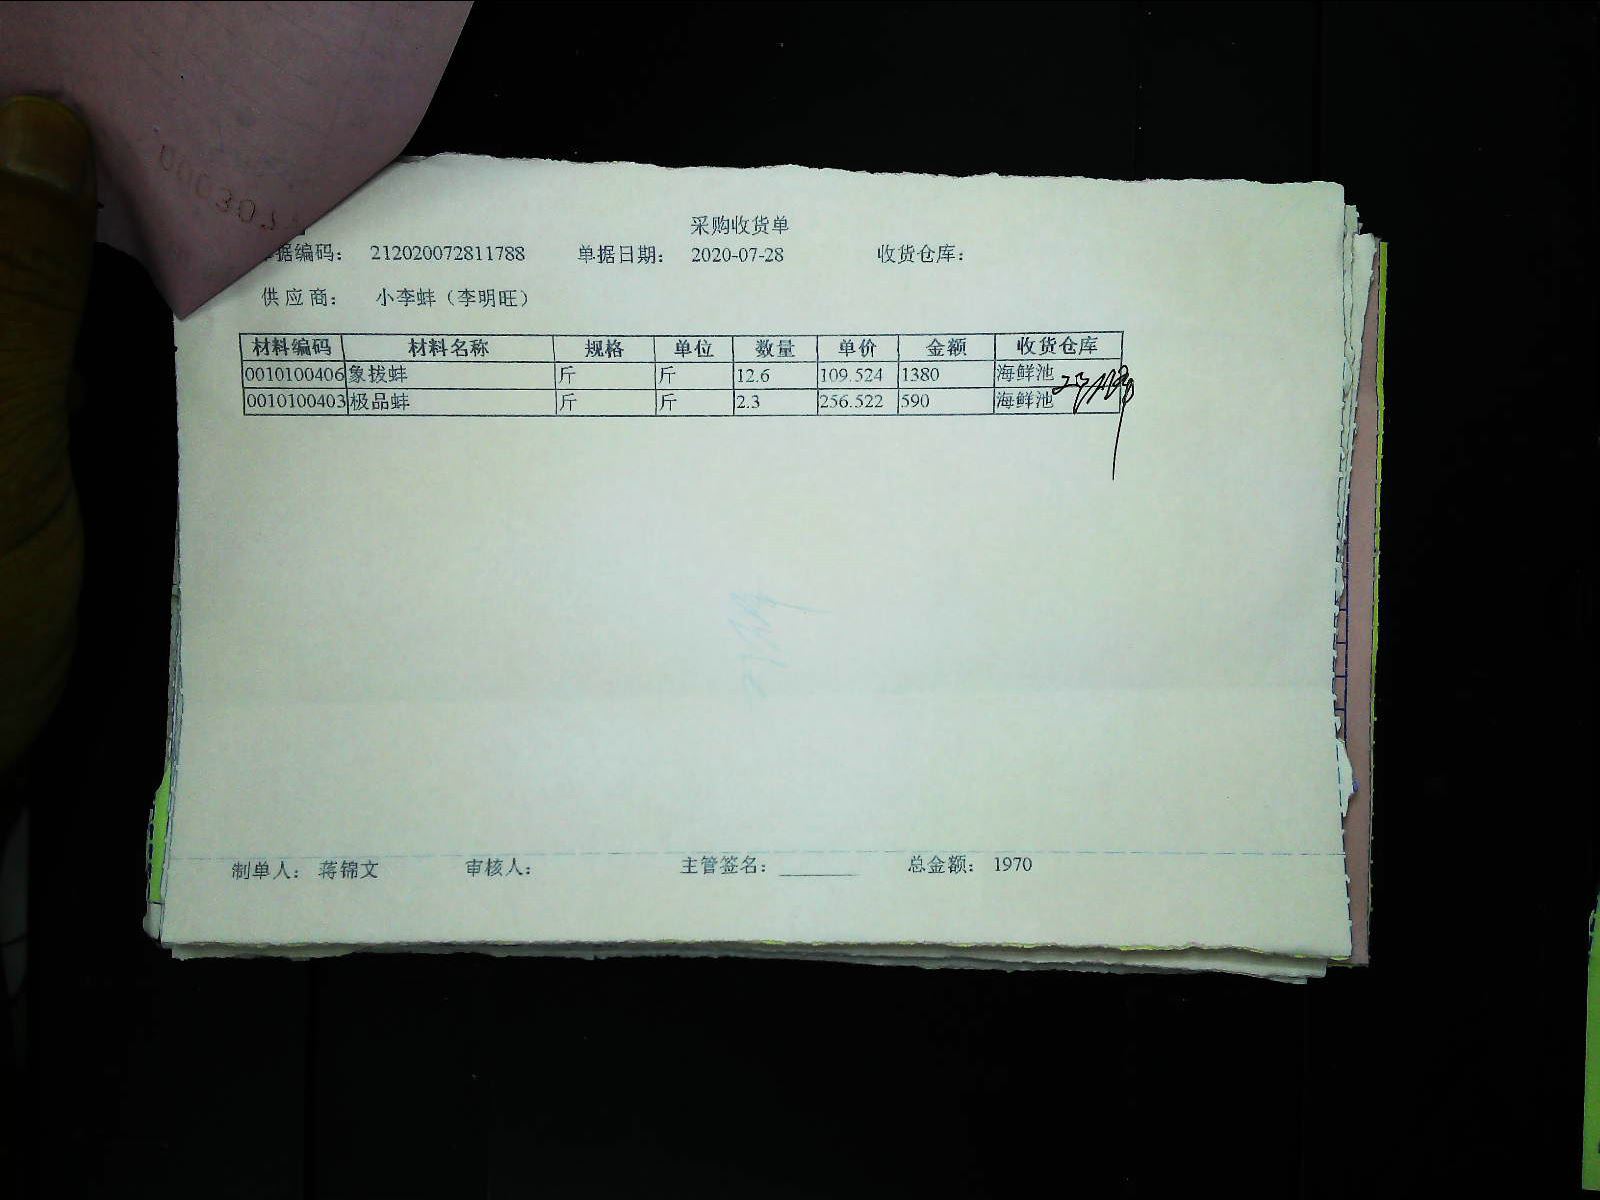 采购收货单
据编码： 212020072811788 单据日期： 2020-07-28 收货仓库：
供应商： 小李蚌（李明旺）
材料编码 材料名称 规格 单位 数量 单价 金额 收货仓库
0010100406 象拔蚌 斤 斤 12.6 109.524 1380 海鲜池
0010100403 极品蚌 斤 斤 2.3 256.522 590 海鲜池
制单人： 蒋锦文 审核人： 主管签名： 总金额： 1970